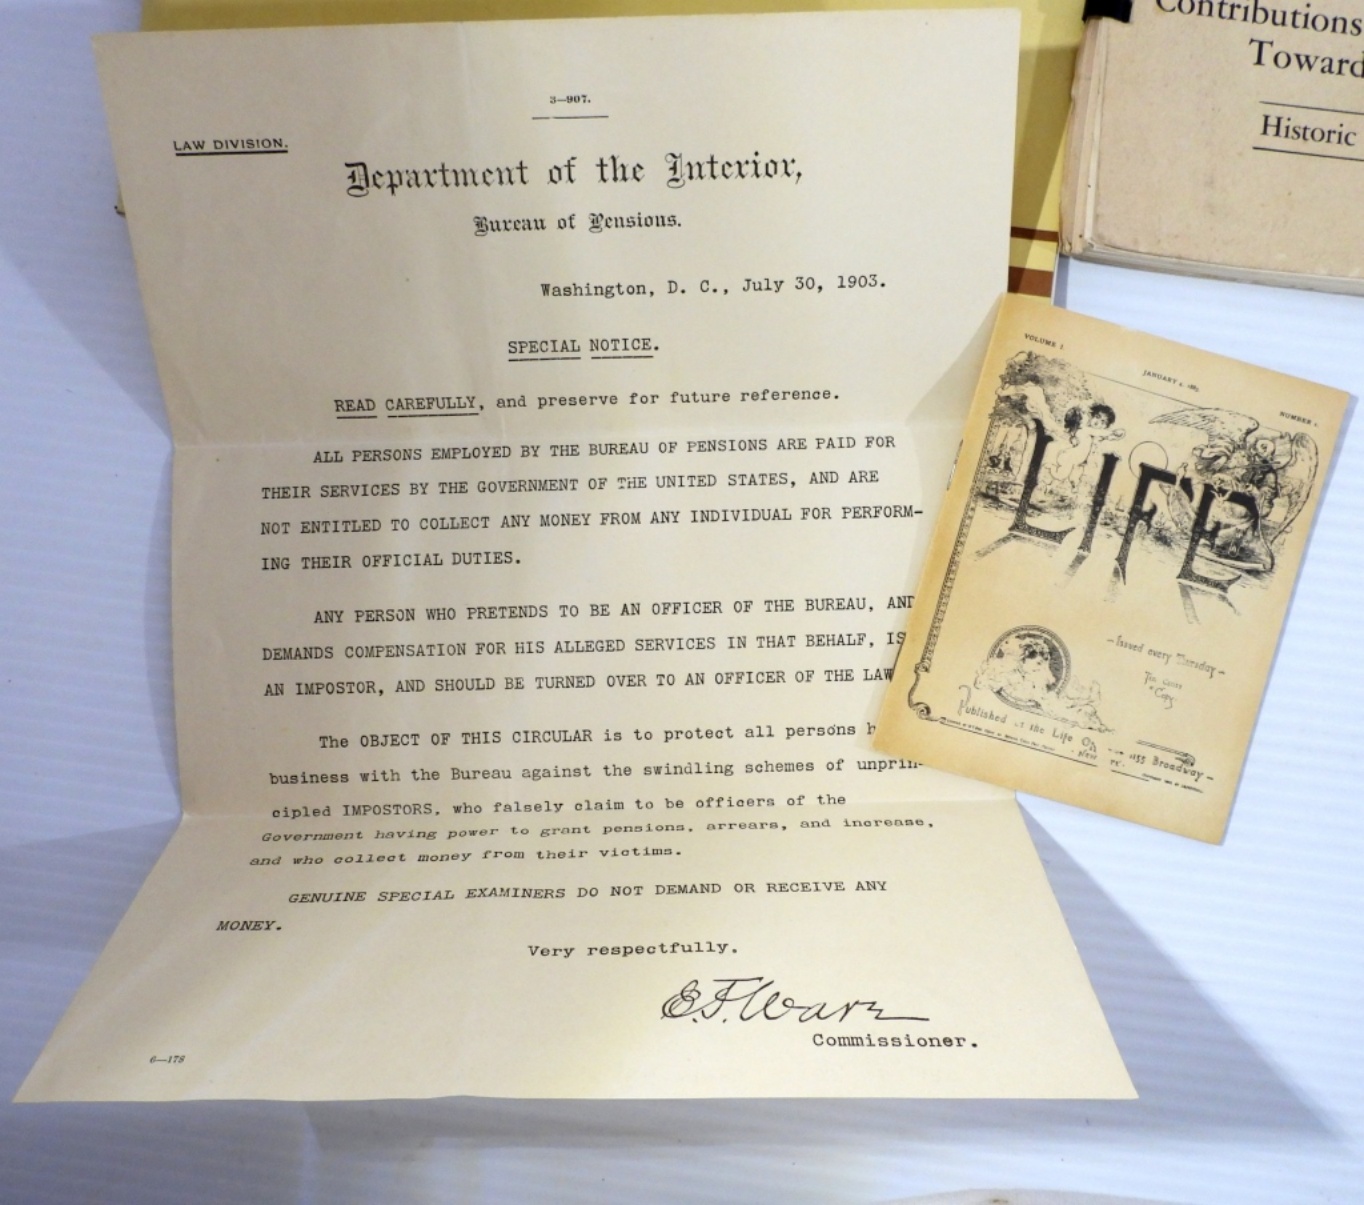 3—907.
LAW DIVISION.
Department of the Interior,
Bureau of Pensions.
Washington, D. C., July 30, 1903.
SPECIAL NOTICE.
READ CAREFULLY, and preserve for future reference.
ALL PERSONS EMPLOYED BY THE BUREAU OF PENSIONS ARE PAID FOR
THEIR SERVICES BY THE GOVERNMENT OF THE UNITED STATES, AND ARE
NOT ENTITLED TO COLLECT ANY MONEY FROM ANY INDIVIDUAL FOR PERFORM-
ING THEIR OFFICIAL DUTIES.
ANY PERSON WHO PRETENDS TO BE AN OFFICER OF THE BUREAU, AND
DEMANDS COMPENSATION FOR HIS ALLEGED SERVICES IN THAT BEHALF, IS
AN IMPOSTOR, AND SHOULD BE TURNED OVER TO AN OFFICER OF THE LAW
The OBJECT OF THIS CIRCULAR is to protect all persons
business with the Bureau against the swindling schemes of unprin-
cipled IMPOSTORS, who falsely claim to be officers of the
Government having power to grant pensions, arrears, and increase,
and who collect money from their victims.
GENUINE SPECIAL EXAMINERS DO NOT DEMAND OR RECEIVE ANY
MONEY.
Very respectfully.
E.F. Ware
Commissioner.
6—178
Contributions
Toward
Historic
VOLUME I.
JANUARY 4, 1883.
NUMBER 1.
LIFE
—Issued every Thursday—
Ten Cents
a Copy
Published at the Life
1155 Broadway—